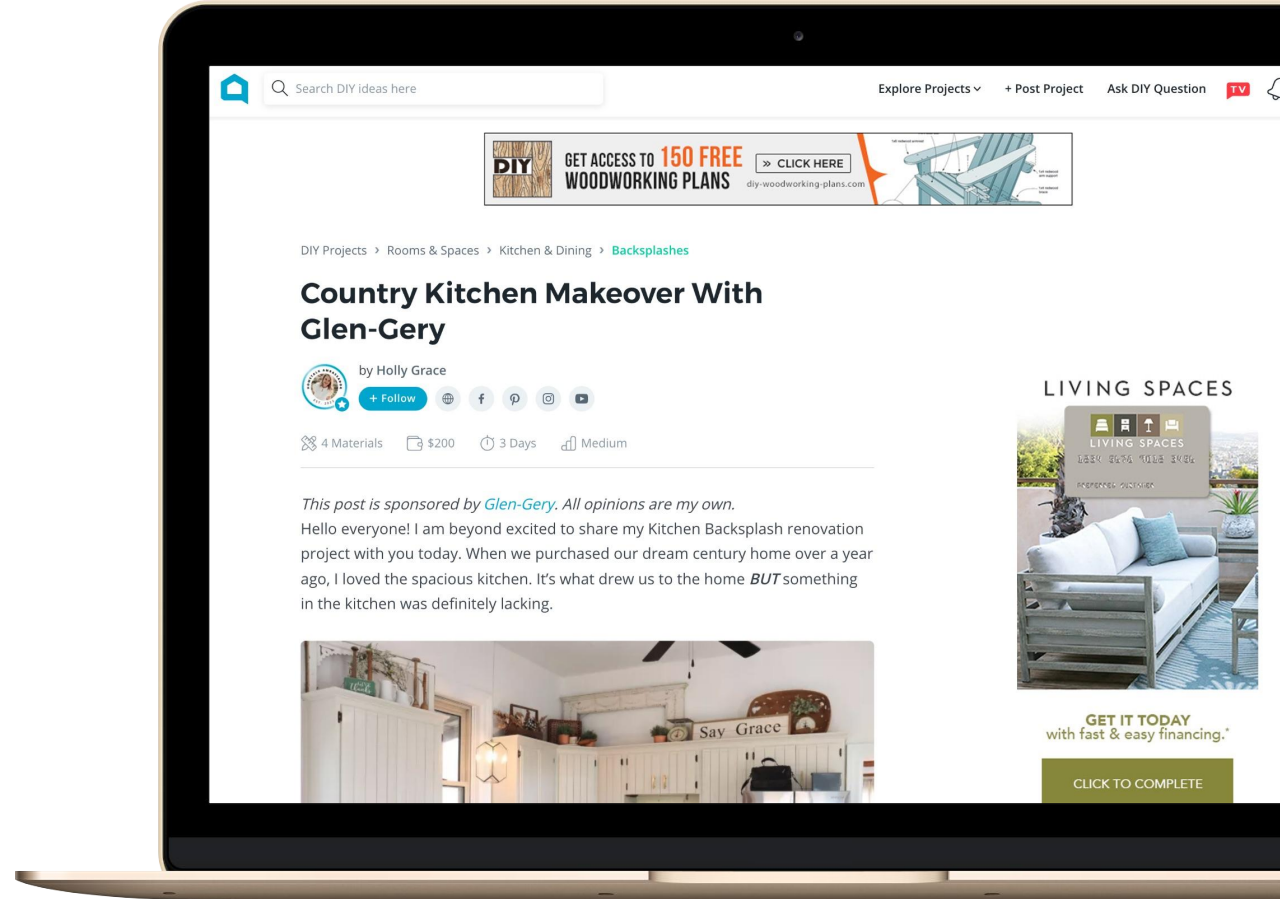 Search DIY ideas here
Explore Projects
+ Post Project
Ask DIY Question
TV
DIY
GET ACCESS TO 150 FREE
WOODWORKING PLANS
» CLICK HERE
diy-woodworking-plans.com
DIY Projects > Rooms & Spaces > Kitchen & Dining > Backsplashes
Country Kitchen Makeover With
Glen-Gery
by Holly Grace
+ Follow
4 Materials
$200
3 Days
Medium
This post is sponsored by Glen-Gery. All opinions are my own.
Hello everyone! I am beyond excited to share my Kitchen Backsplash renovation
project with you today. When we purchased our dream century home over a year
ago, I loved the spacious kitchen. It’s what drew us to the home BUT something
in the kitchen was definitely lacking.
Say Grace
LIVING SPACES
LIVING SPACES
PREFERRED CUSTOMER
GET IT TODAY
with fast & easy financing.*
CLICK TO COMPLETE